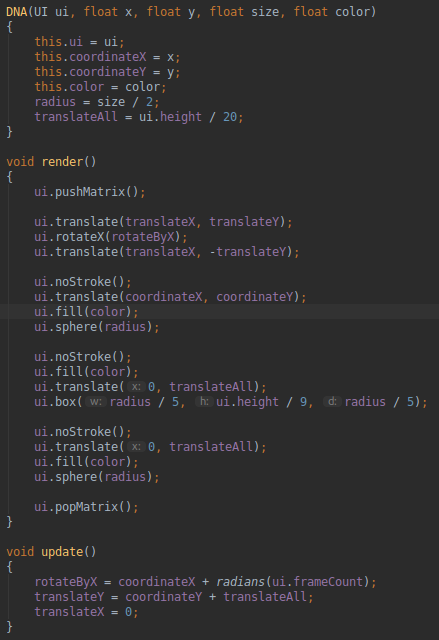 DNA(UI ui, float x, float y, float size, float color)
{
    this.ui = ui;
    this.coordinateX = x;
    this.coordinateY = y;
    this.color = color;
    radius = size / 2;
    translateAll = ui.height / 20;
}

void render()
{
    ui.pushMatrix();

    ui.translate(translateX, translateY);
    ui.rotateX(rotateByX);
    ui.translate(translateX, -translateY);

    ui.noStroke();
    ui.translate(coordinateX, coordinateY);
    ui.fill(color);
    ui.sphere(radius);

    ui.noStroke();
    ui.fill(color);
    ui.translate( x: 0, translateAll);
    ui.box( w: radius / 5, h: ui.height / 9, d: radius / 5);

    ui.noStroke();
    ui.translate( x: 0, translateAll);
    ui.fill(color);
    ui.sphere(radius);

    ui.popMatrix();
}

void update()
{
    rotateByX = coordinateX + radians(ui.frameCount);
    translateY = coordinateY + translateAll;
    translateX = 0;
}